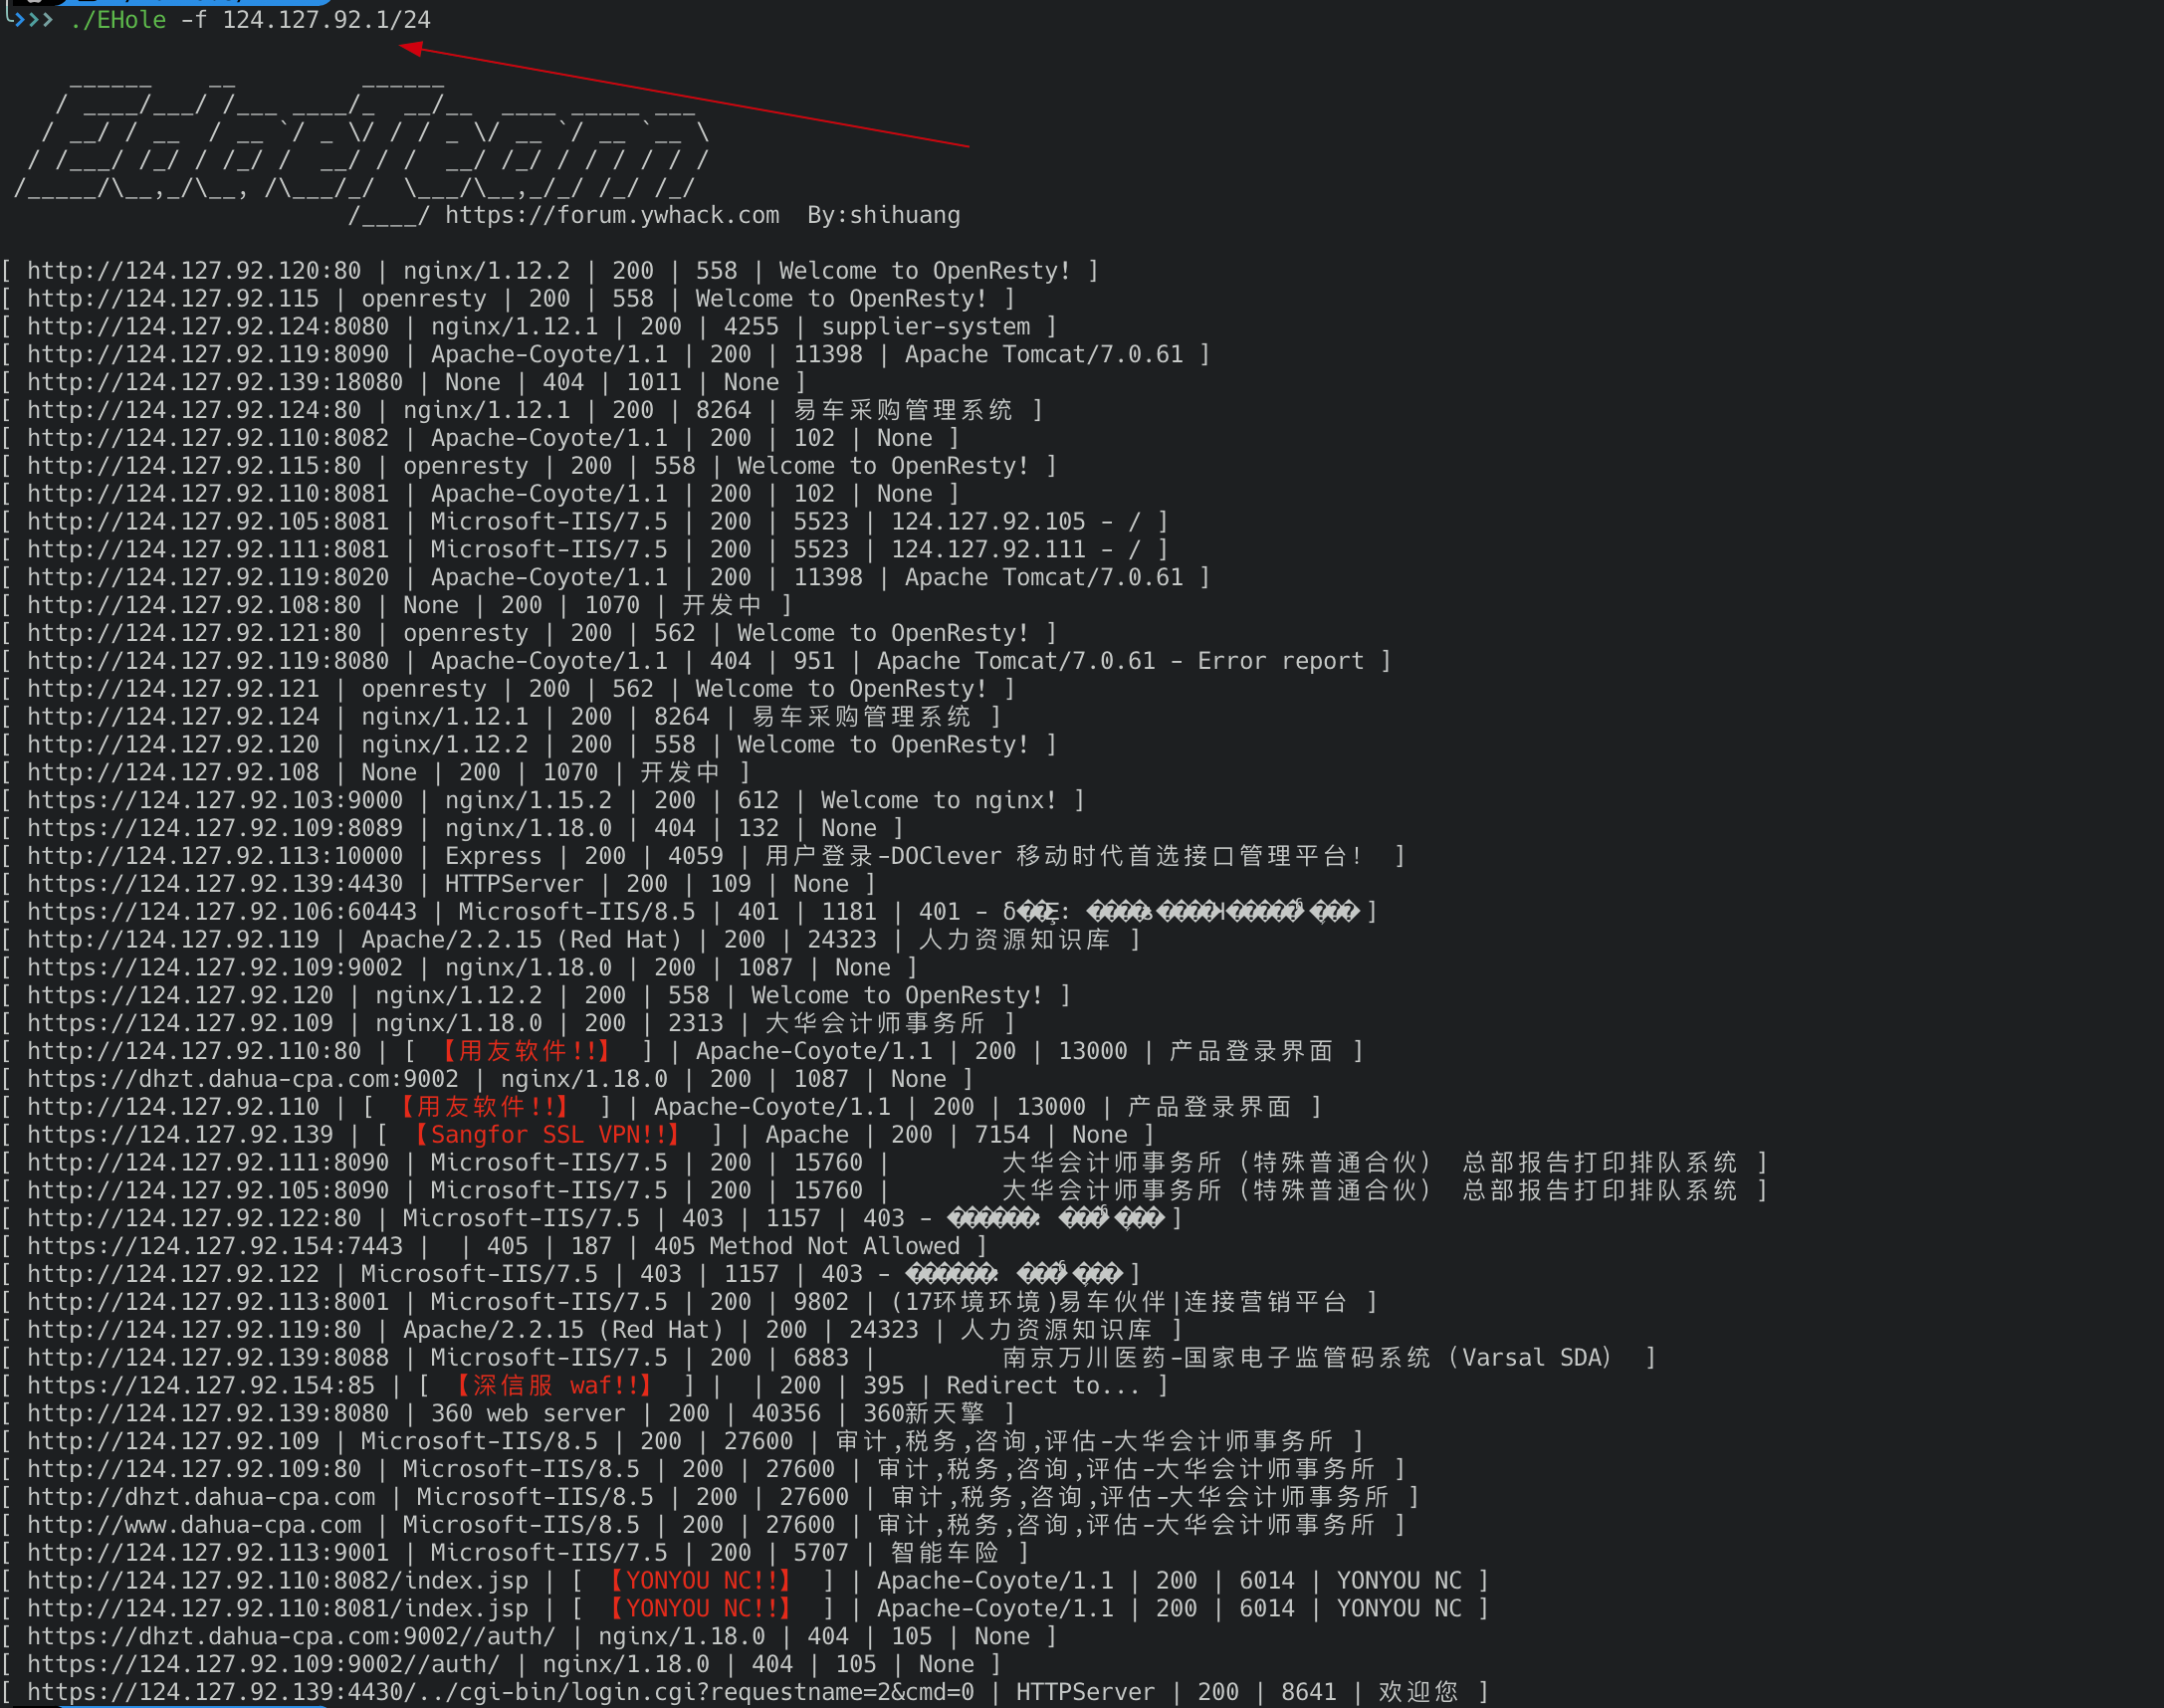 ❯❯❯ ./EHole -f 124.127.92.1/24
https://forum.ywhack.com By:shihuang
[ http://124.127.92.120:80 | nginx/1.12.2 | 200 | 558 | Welcome to OpenResty! ]
[ http://124.127.92.115 | openresty | 200 | 558 | Welcome to OpenResty! ]
[ http://124.127.92.124:8080 | nginx/1.12.1 | 200 | 4255 | supplier-system ]
[ http://124.127.92.119:8090 | Apache-Coyote/1.1 | 200 | 11398 | Apache Tomcat/7.0.61 ]
[ http://124.127.92.139:18080 | None | 404 | 1011 | None ]
[ http://124.127.92.124:80 | nginx/1.12.1 | 200 | 8264 | 易车采购管理系统 ]
[ http://124.127.92.110:8082 | Apache-Coyote/1.1 | 200 | 102 | None ]
[ http://124.127.92.115:80 | openresty | 200 | 558 | Welcome to OpenResty! ]
[ http://124.127.92.110:8081 | Apache-Coyote/1.1 | 200 | 102 | None ]
[ http://124.127.92.105:8081 | Microsoft-IIS/7.5 | 200 | 5523 | 124.127.92.105 - / ]
[ http://124.127.92.111:8081 | Microsoft-IIS/7.5 | 200 | 5523 | 124.127.92.111 - / ]
[ http://124.127.92.119:8020 | Apache-Coyote/1.1 | 200 | 11398 | Apache Tomcat/7.0.61 ]
[ http://124.127.92.108:80 | None | 200 | 1070 | 开发中 ]
[ http://124.127.92.121:80 | openresty | 200 | 562 | Welcome to OpenResty! ]
[ http://124.127.92.119:8080 | Apache-Coyote/1.1 | 404 | 951 | Apache Tomcat/7.0.61 - Error report ]
[ http://124.127.92.121 | openresty | 200 | 562 | Welcome to OpenResty! ]
[ http://124.127.92.124 | nginx/1.12.1 | 200 | 8264 | 易车采购管理系统 ]
[ http://124.127.92.120 | nginx/1.12.2 | 200 | 558 | Welcome to OpenResty! ]
[ http://124.127.92.108 | None | 200 | 1070 | 开发中 ]
[ https://124.127.92.103:9000 | nginx/1.15.2 | 200 | 612 | Welcome to nginx! ]
[ https://124.127.92.109:8089 | nginx/1.18.0 | 404 | 132 | None ]
[ http://124.127.92.113:10000 | Express | 200 | 4059 | 用户登录-DOClever 移动时代首选接口管理平台！ ]
[ https://124.127.92.139:4430 | HTTPServer | 200 | 109 | None ]
[ https://124.127.92.106:60443 | Microsoft-IIS/8.5 | 401 | 1181 | 401 - ]
[ http://124.127.92.119 | Apache/2.2.15 (Red Hat) | 200 | 24323 | 人力资源知识库 ]
[ https://124.127.92.109:9002 | nginx/1.18.0 | 200 | 1087 | None ]
[ https://124.127.92.120 | nginx/1.12.2 | 200 | 558 | Welcome to OpenResty! ]
[ https://124.127.92.109 | nginx/1.18.0 | 200 | 2313 | 大华会计师事务所 ]
[ http://124.127.92.110:80 | [ 【用友软件!!】 ] | Apache-Coyote/1.1 | 200 | 13000 | 产品登录界面 ]
[ https://dhzt.dahua-cpa.com:9002 | nginx/1.18.0 | 200 | 1087 | None ]
[ http://124.127.92.110 | [ 【用友软件!!】 ] | Apache-Coyote/1.1 | 200 | 13000 | 产品登录界面 ]
[ https://124.127.92.139 | [ 【Sangfor SSL VPN!!】 ] | Apache | 200 | 7154 | None ]
[ http://124.127.92.111:8090 | Microsoft-IIS/7.5 | 200 | 15760 | 大华会计师事务所（特殊普通合伙） 总部报告打印排队系统 ]
[ http://124.127.92.105:8090 | Microsoft-IIS/7.5 | 200 | 15760 | 大华会计师事务所（特殊普通合伙） 总部报告打印排队系统 ]
[ http://124.127.92.122:80 | Microsoft-IIS/7.5 | 403 | 1157 | 403 - ]
[ https://124.127.92.154:7443 | | 405 | 187 | 405 Method Not Allowed ]
[ http://124.127.92.122 | Microsoft-IIS/7.5 | 403 | 1157 | 403 - ]
[ http://124.127.92.113:8001 | Microsoft-IIS/7.5 | 200 | 9802 | (17环境环境)易车伙伴|连接营销平台 ]
[ http://124.127.92.119:80 | Apache/2.2.15 (Red Hat) | 200 | 24323 | 人力资源知识库 ]
[ http://124.127.92.139:8088 | Microsoft-IIS/7.5 | 200 | 6883 | 南京万川医药-国家电子监管码系统（Varsal SDA） ]
[ https://124.127.92.154:85 | [ 【深信服 waf!!】 ] | | 200 | 395 | Redirect to... ]
[ http://124.127.92.139:8080 | 360 web server | 200 | 40356 | 360新天擎 ]
[ http://124.127.92.109 | Microsoft-IIS/8.5 | 200 | 27600 | 审计,税务,咨询,评估-大华会计师事务所 ]
[ http://124.127.92.109:80 | Microsoft-IIS/8.5 | 200 | 27600 | 审计,税务,咨询,评估-大华会计师事务所 ]
[ http://dhzt.dahua-cpa.com | Microsoft-IIS/8.5 | 200 | 27600 | 审计,税务,咨询,评估-大华会计师事务所 ]
[ http://www.dahua-cpa.com | Microsoft-IIS/8.5 | 200 | 27600 | 审计,税务,咨询,评估-大华会计师事务所 ]
[ http://124.127.92.113:9001 | Microsoft-IIS/7.5 | 200 | 5707 | 智能车险 ]
[ http://124.127.92.110:8082/index.jsp | [ 【YONYOU NC!!】 ] | Apache-Coyote/1.1 | 200 | 6014 | YONYOU NC ]
[ http://124.127.92.110:8081/index.jsp | [ 【YONYOU NC!!】 ] | Apache-Coyote/1.1 | 200 | 6014 | YONYOU NC ]
[ https://dhzt.dahua-cpa.com:9002//auth/ | nginx/1.18.0 | 404 | 105 | None ]
[ https://124.127.92.109:9002//auth/ | nginx/1.18.0 | 404 | 105 | None ]
[ https://124.127.92.139:4430/../cgi-bin/login.cgi?requestname=2&cmd=0 | HTTPServer | 200 | 8641 | 欢迎您 ]